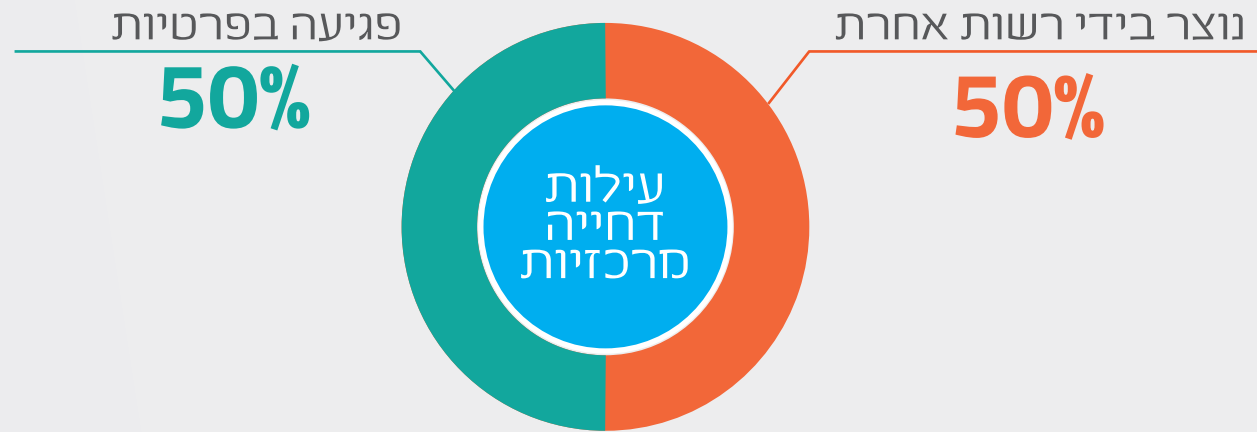 נוצר בידי רשות אחרת
50%
פגיעה בפרטיות
50%
עילות
דחייה
מרכזיות